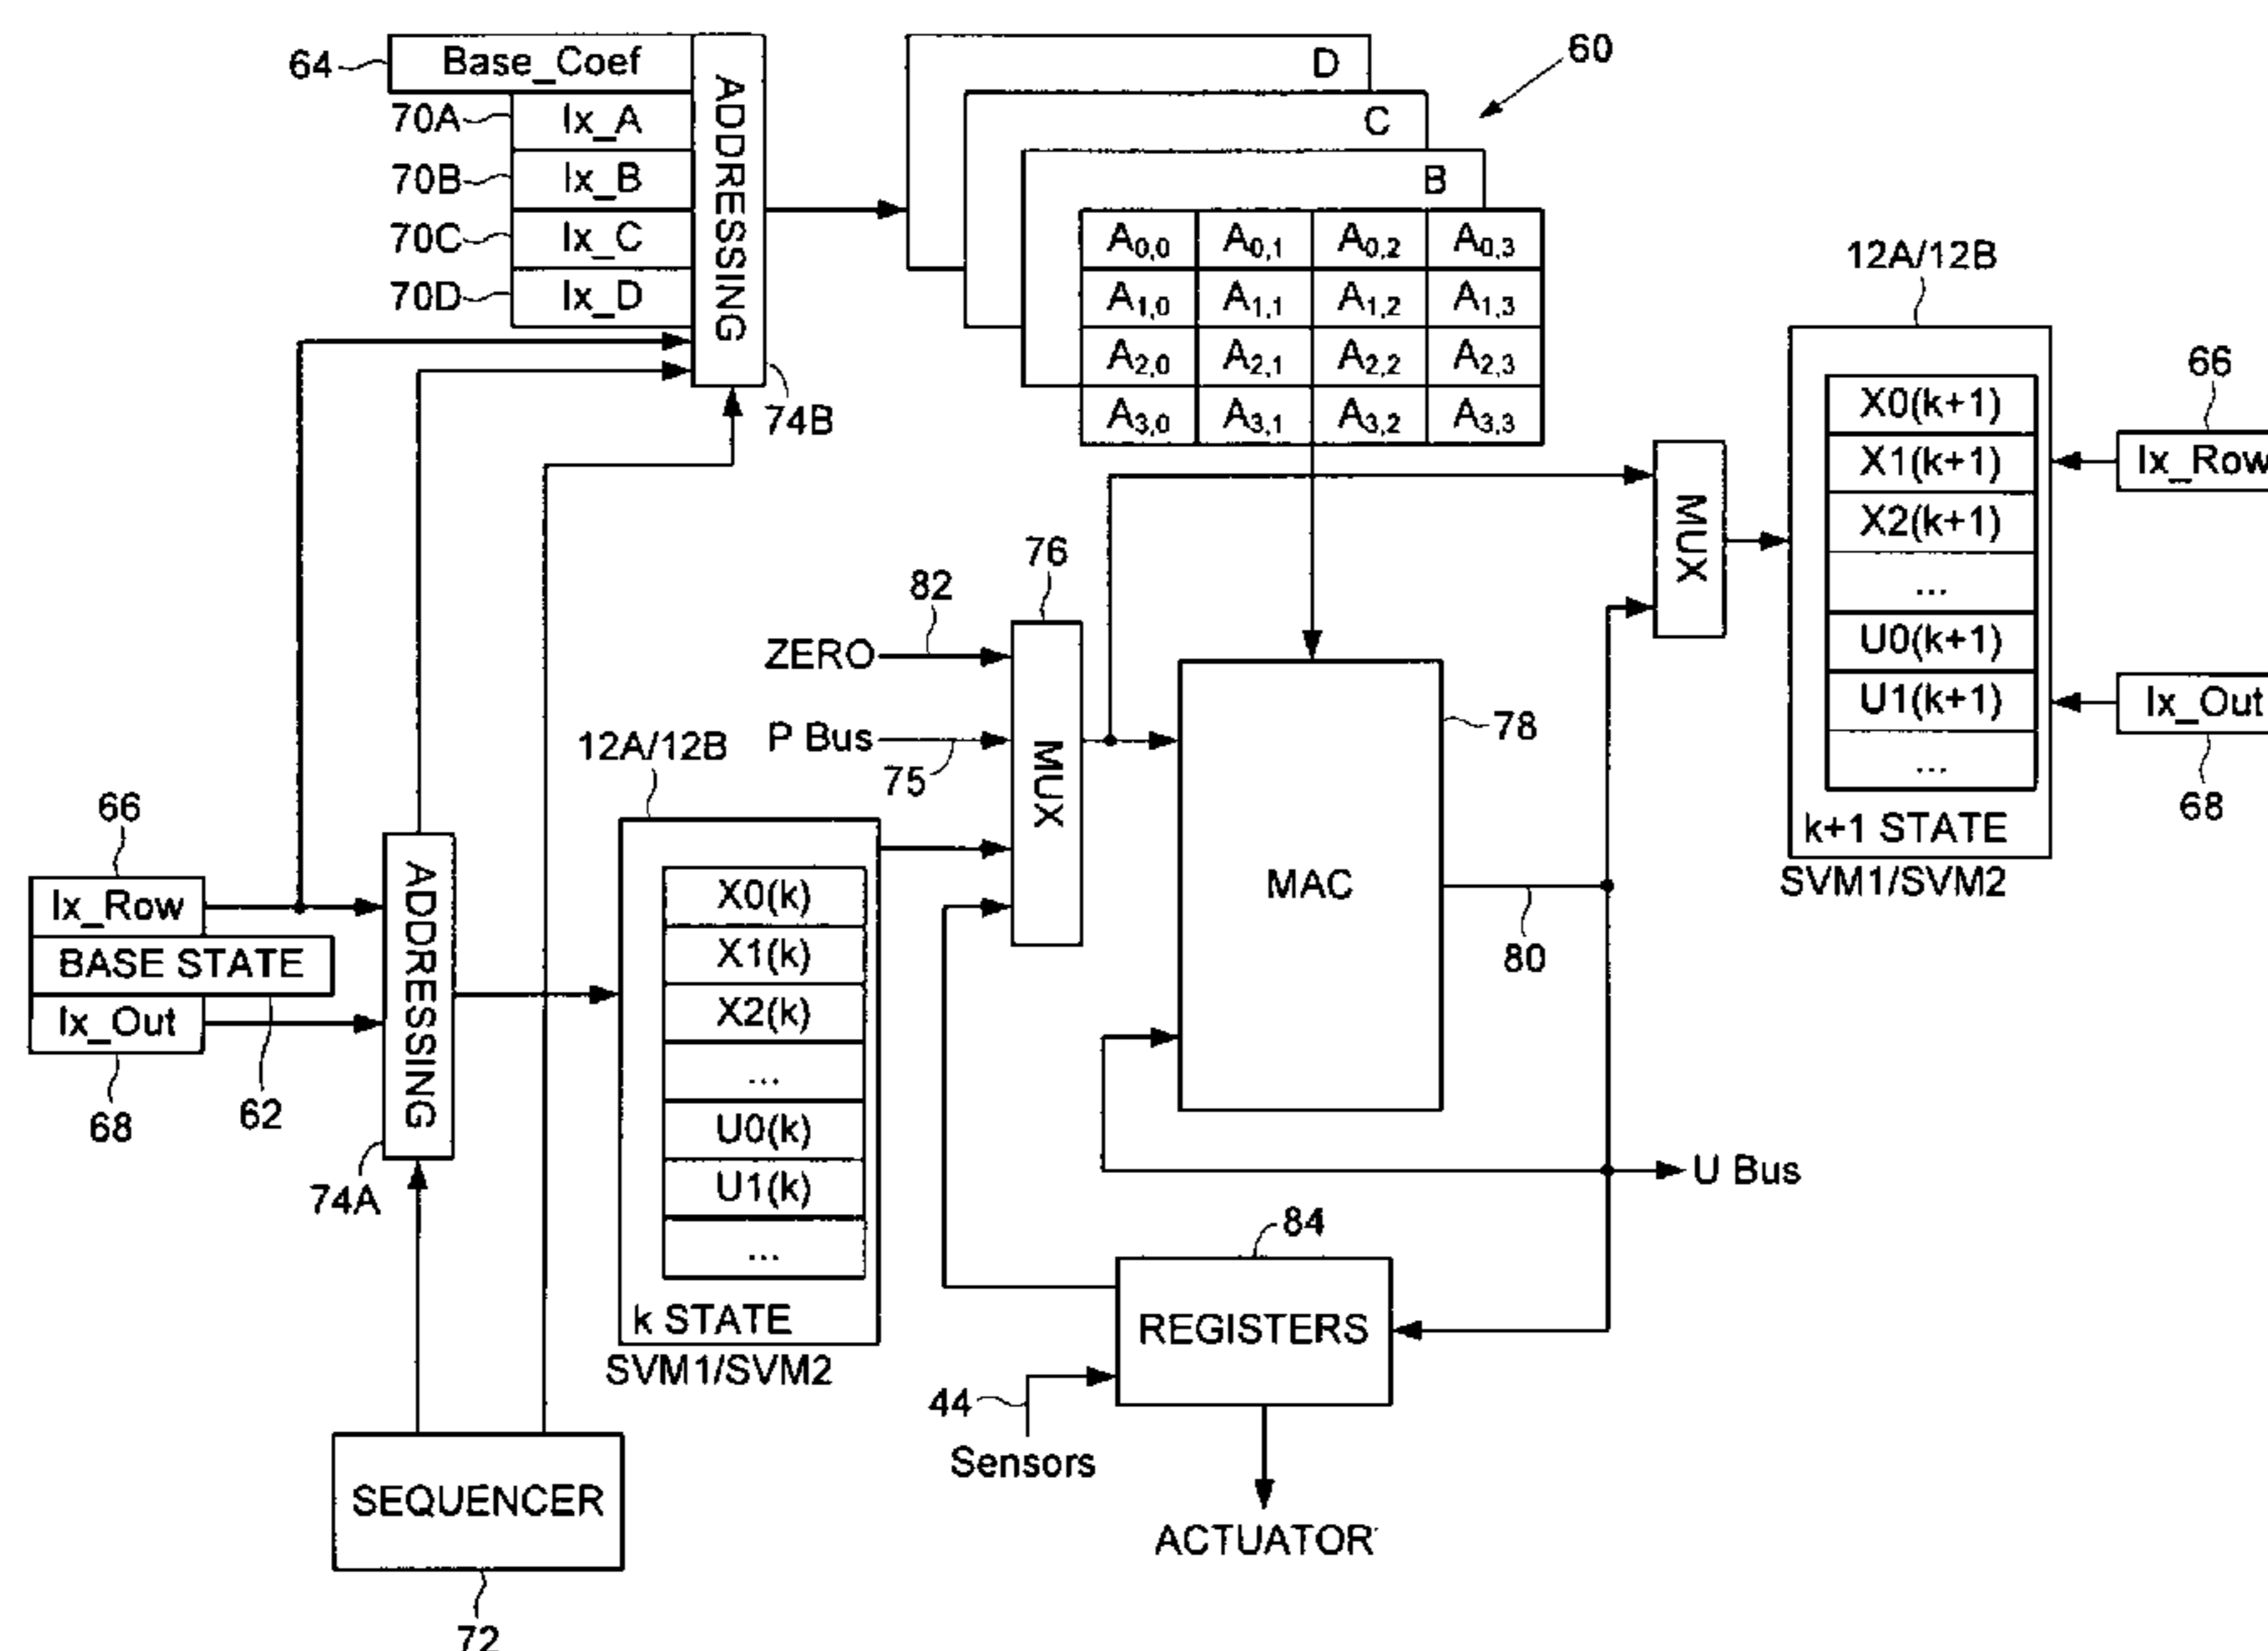 64
Base_Coef
70A
Ix_A
70B
Ix_B
70C
Ix_C
70D
Ix_D
ADDRESSING
74B
D
C
B
60
A0,0 A0,1 A0,2 A0,3
A1,0 A1,1 A1,2 A1,3
A2,0 A2,1 A2,2 A2,3
A3,0 A3,1 A3,2 A3,3
12A/12B
X0(k+1)
X1(k+1)
X2(k+1)
...
U0(k+1)
U1(k+1)
...
k+1 STATE
SVM1/SVM2
66
Ix_Row
Ix_Out
68
MUX
82
ZERO
76
P Bus
75
MUX
MAC
78
80
U Bus
66
Ix_Row
BASE STATE
Ix_Out
68
62
ADDRESSING
74A
12A/12B
X0(k)
X1(k)
X2(k)
...
U0(k)
U1(k)
...
k STATE
SVM1/SVM2
84
REGISTERS
44
Sensors
ACTUATOR
SEQUENCER
72